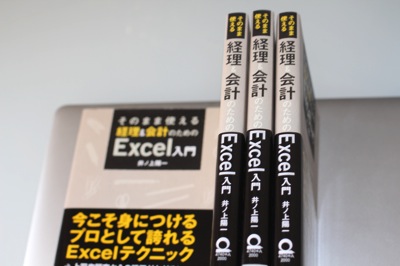 そのまま使える
経理&会計のための
Excel入門
井ノ上陽一
今こそ身につける
プロとして誇れる
Excelテクニック
そのまま使える
経理&会計のための
Excel入門
井ノ上陽一
そのまま使える
経理&会計のための
Excel入門
井ノ上陽一
そのまま使える
経理&会計のための
Excel入門
井ノ上陽一